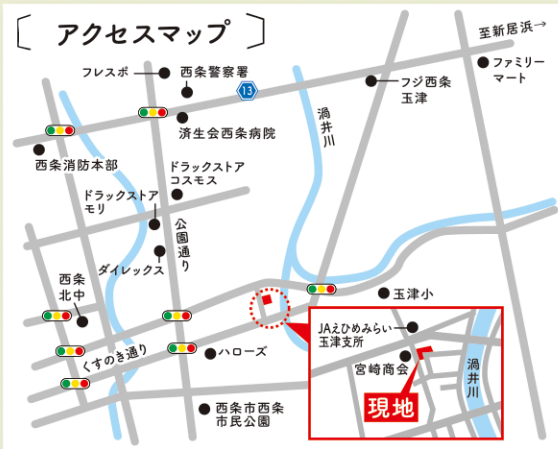 アクセスマップ
至新居浜→
フレスポ
西条警察署
13
ファミリー
マート
フジ西条
玉津
渦井川
済生会西条病院
西条消防本部
ドラックストア
コスモス
ドラックストア
モリ
公園通り
ダイレックス
西条
北中
玉津小
くすのき通り
ハローズ
西条市西条
市民公園
JAえひめみらい
玉津支所
宮崎商会
現地
渦井川